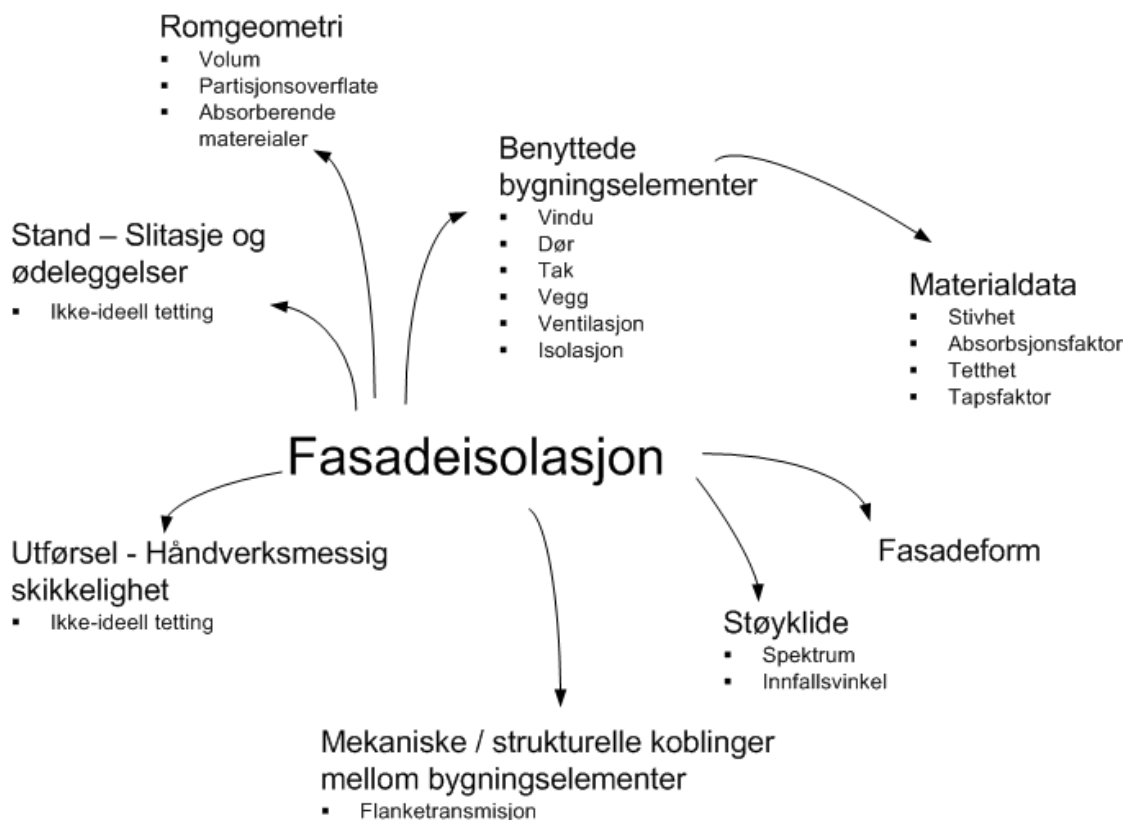 Romgeometri
Volum
Partisjonsoverflate
Absorberende
matereialer
Benyttede
bygningselementer
Vindu
Dør
Tak
Vegg
Ventilasjon
Isolasjon
Stand – Slitasje og
ødeleggelser
Ikke-ideell tetting
Materialdata
Stivhet
Absorbsjonsfaktor
Tetthet
Tapsfaktor
Fasadeisolasjon
Utførsel - Håndverksmessig
skikkelighet
Ikke-ideell tetting
Fasadeform
Støyklide
Spektrum
Innfallsvinkel
Mekaniske / strukturelle koblinger
mellom bygningselementer
Flanketransmisjon